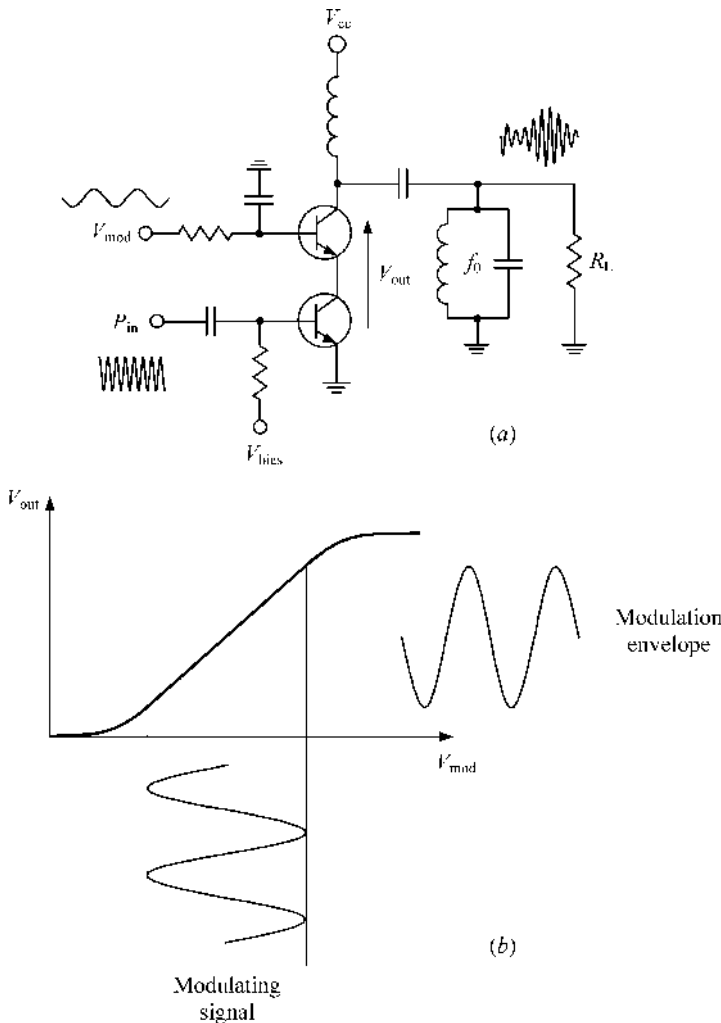 Vcc
Vmod
Vout
f0
RL
Pin
Vbias
(a)
Vout
Modulation
envelope
Vmod
(b)
Modulating
signal